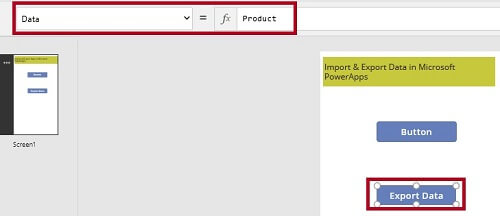 Data = fx Product
Import & Export Data in Microsoft
PowerApps
Button
Export Data
Screen1